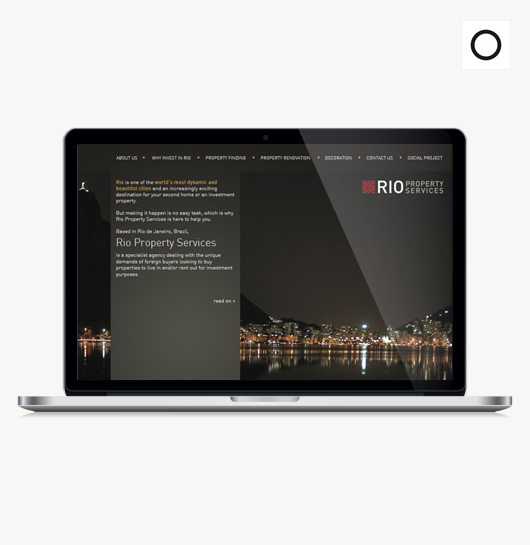 ABOUT US • WHY INVEST IN RIO • PROPERTY FINDING • PROPERTY RENOVATION • DECORATION • CONTACT US • SOCIAL PROJECT
RIO PROPERTY
SERVICES
Rio is one of the world's most dynamic and
beautiful cities and an increasingly exciting
destination for your second home or an investment
property.
But making it happen is no easy task, which is why
Rio Property Services is here to help you.
Based in Rio de Janeiro, Brazil,
Rio Property Services
is a specialist agency dealing with the unique
demands of foreign buyers looking to buy
properties to live in and/or rent out for investment
purposes.
read on »